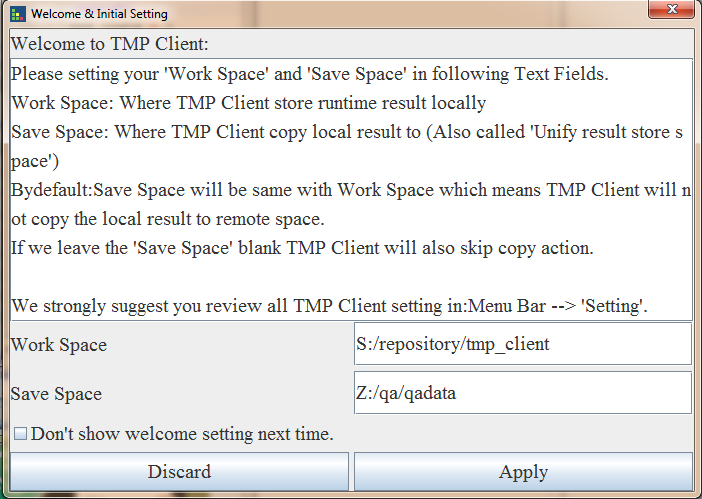 Welcome & Initial Setting
Welcome to TMP Client:
Please setting your 'Work Space' and 'Save Space' in following Text Fields.
Work Space: Where TMP Client store runtime result locally
Save Space: Where TMP Client copy local result to (Also called 'Unify result store s
pace')
Bydefault:Save Space will be same with Work Space which means TMP Client will n
ot copy the local result to remote space.
If we leave the 'Save Space' blank TMP Client will also skip copy action.
We strongly suggest you review all TMP Client setting in:Menu Bar --> 'Setting'.
Work Space S:/repository/tmp_client
Save Space Z:/qa/qadata
Don't show welcome setting next time.
Discard Apply